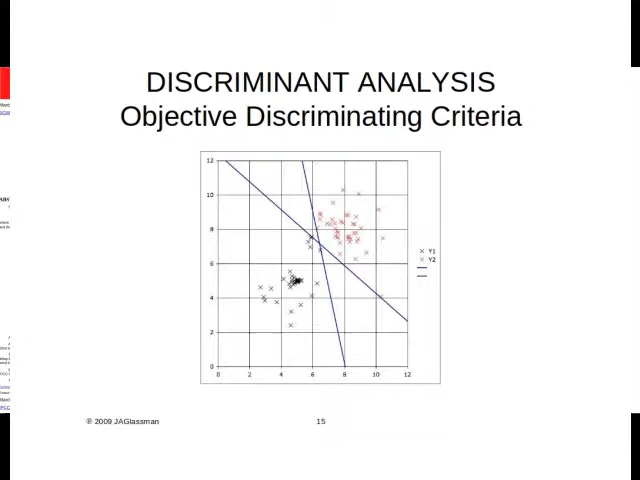 DISCRIMINANT ANALYSIS
Objective Discriminating Criteria
12
10
8
6
4
2
0
0 2 4 6 8 10 12
Y1
Y2
© 2009 JAGlassman
15